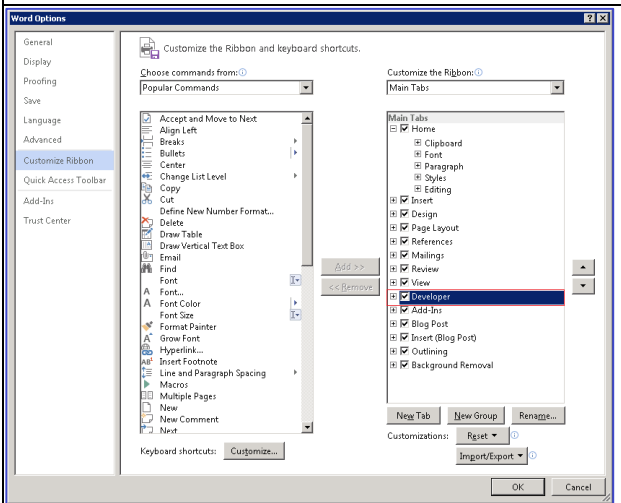 Word Options
General
Display
Proofing
Save
Language
Advanced
Customize Ribbon
Quick Access Toolbar
Add-Ins
Trust Center
Customize the Ribbon and keyboard shortcuts.
Choose commands from:
Popular Commands
Accept and Move to Next
Align Left
Breaks
Bullets
Center
Change List Level
Copy
Cut
Define New Number Format...
Delete
Draw Table
Draw Vertical Text Box
Email
Find
Font
Font...
Font Color
Font Size
Format Painter
Grow Font
Hyperlink...
Insert Footnote
Line and Paragraph Spacing
Macros
Multiple Pages
New
New Comment
Next
Keyboard shortcuts: Customize...
Add >>
<< Remove
Customize the Ribbon:
Main Tabs
Main Tabs
Home
Clipboard
Font
Paragraph
Styles
Editing
Insert
Design
Page Layout
References
Mailings
Review
View
Developer
Add-Ins
Blog Post
Insert (Blog Post)
Outlining
Background Removal
New Tab New Group Rename...
Customizations: Reset
Import/Export
OK Cancel